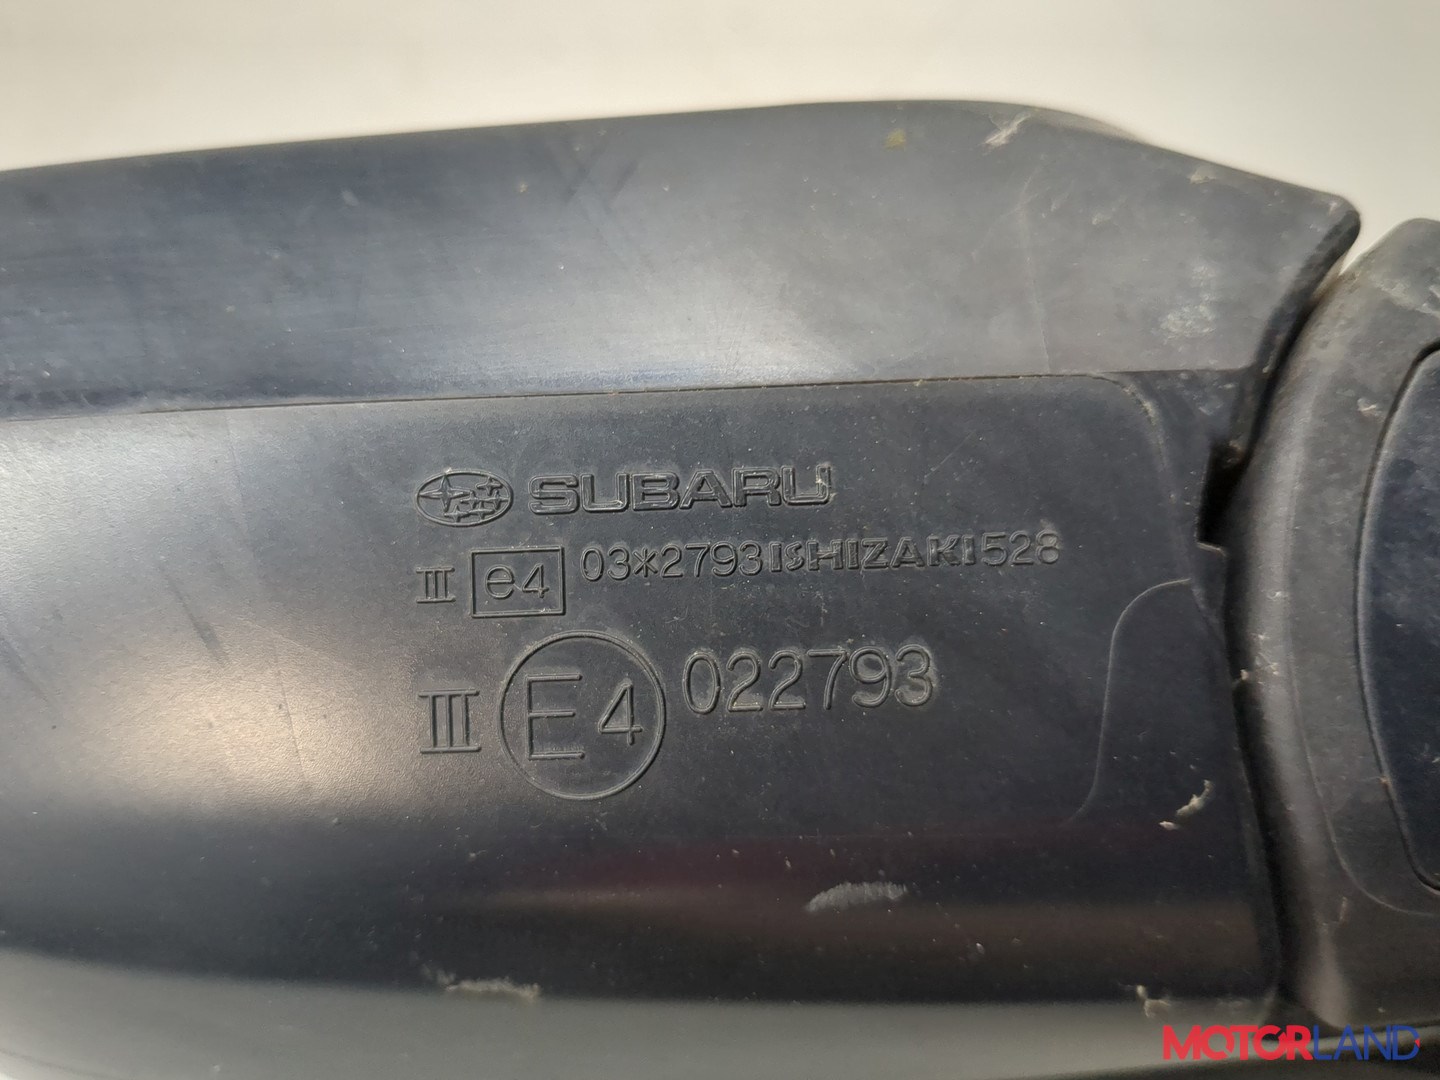 SUBARU
III e4 03*2793ISHIZAKI528
III E4 022793
MOTORLAND